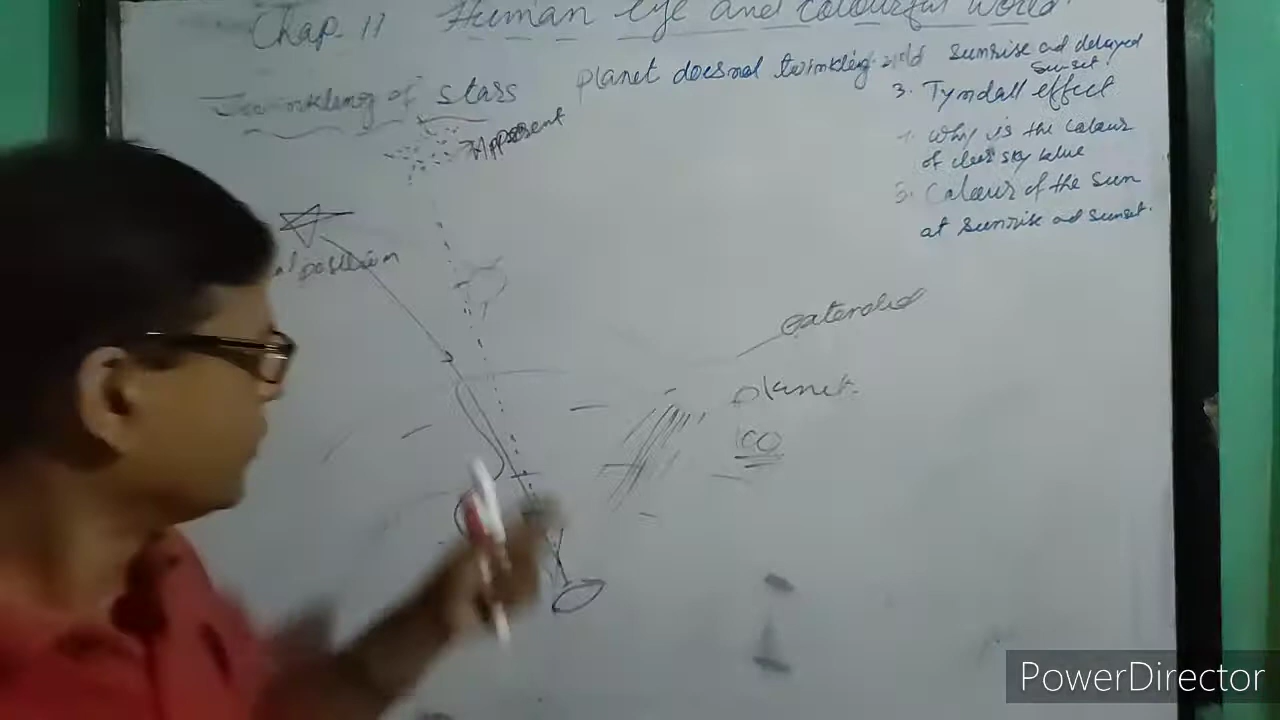 Chap. 11 Human eye and colourful world
Twinkling of stars
planet doesnot twinkling
sunrise and delayed
sunset
3. Tyndall effect
Why is the colour
of clear sky blue
5. Colour of the sun
at sunrise and sunset.
Apparent
position
extended
planet.
PowerDirector